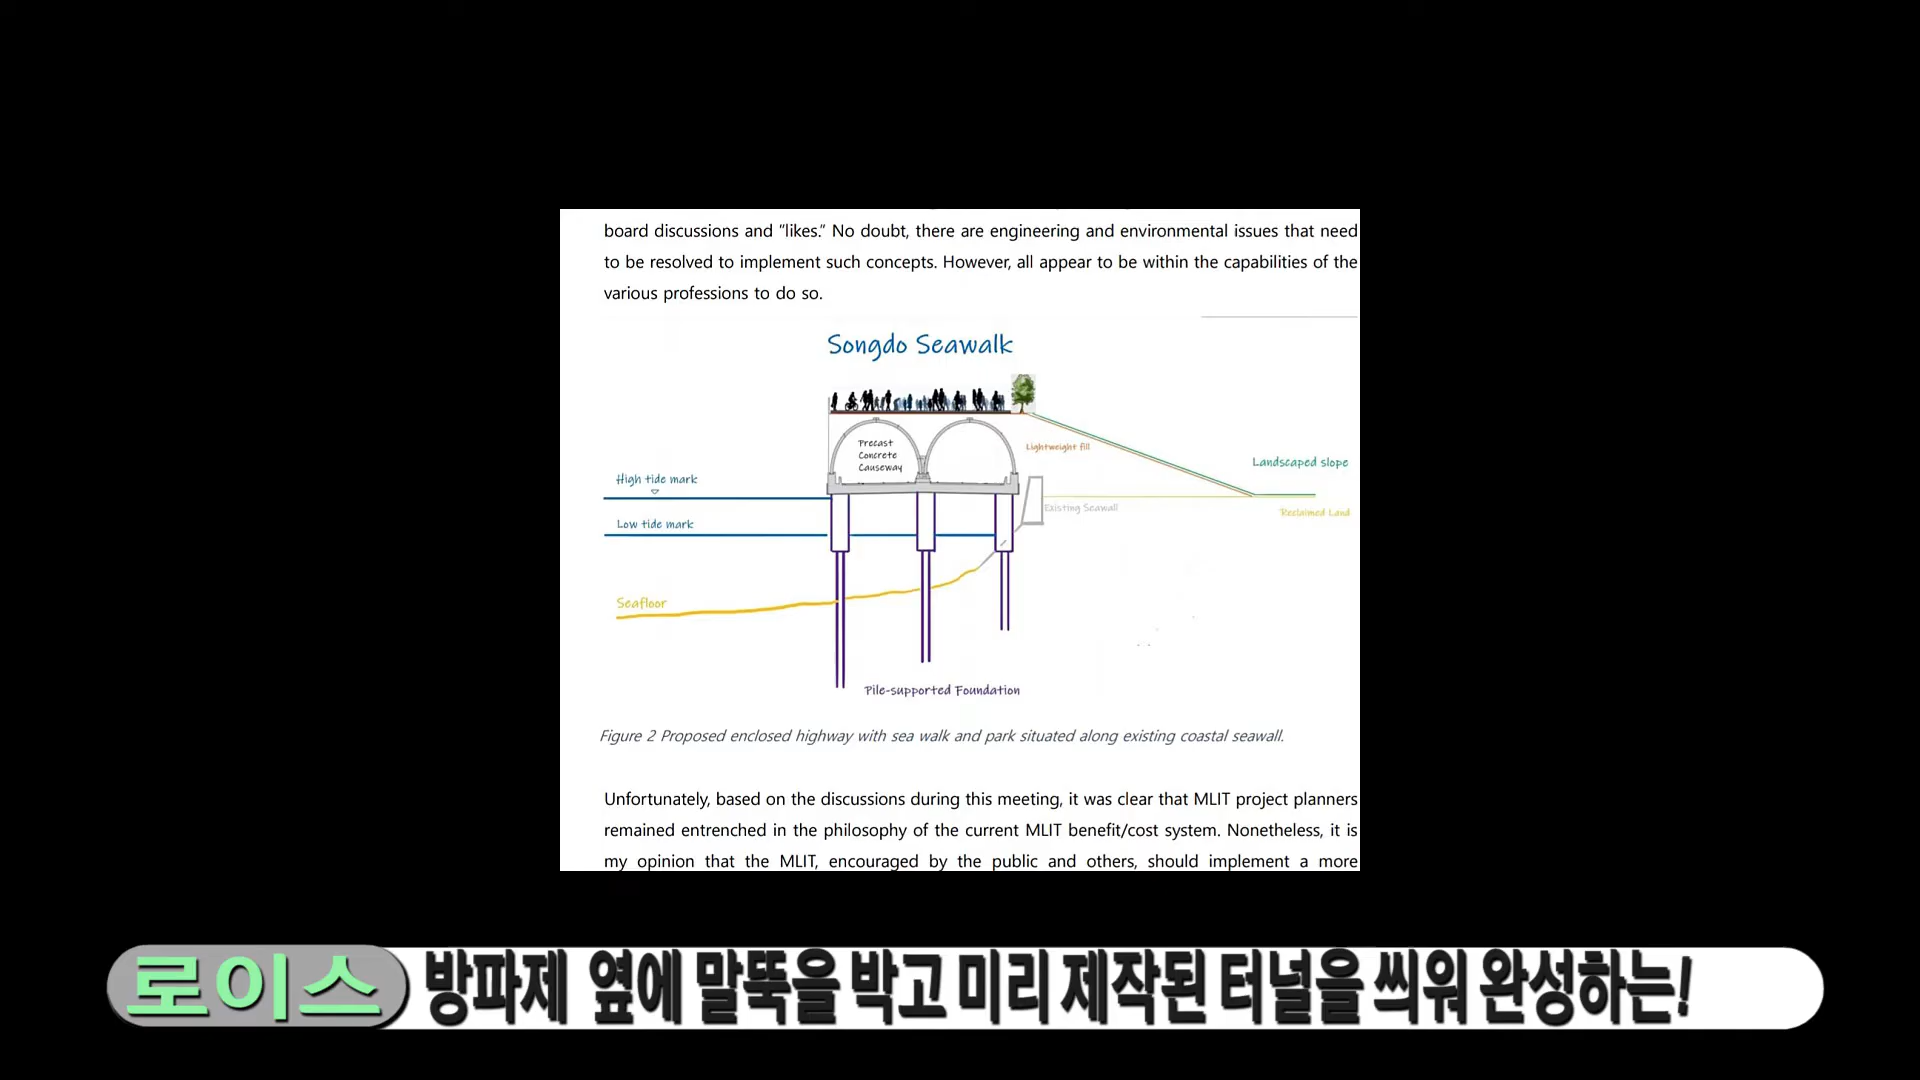 board discussions and “likes.” No doubt, there are engineering and environmental issues that need
to be resolved to implement such concepts. However, all appear to be within the capabilities of the
various professions to do so.
Songdo Seawalk
Precast
Concrete
Causeway
Lightweight fill
Landscaped slope
High tide mark
Existing Seawall
Reclaimed Land
Low tide mark
Seafloor
Pile-supported Foundation
Figure 2 Proposed enclosed highway with sea walk and park situated along existing coastal seawall.
Unfortunately, based on the discussions during this meeting, it was clear that MLIT project planners
remained entrenched in the philosophy of the current MLIT benefit/cost system. Nonetheless, it is
my opinion that the MLIT, encouraged by the public and others, should implement a more
로이스 방파제 옆에 말뚝을 박고 미리 제작된 터널을 씌워 완성하는!